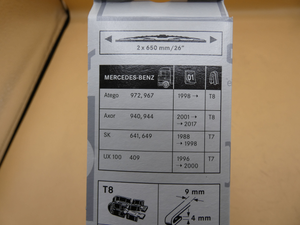 2 x 650 mm/26"
MERCEDES-BENZ 01
Atego 972, 967 1998 → T8
Axor 940, 944 2001 → → 2017 T8
SK 641, 649 1988 → → 1998 T7
UX 100 409 1996 → → 2000 T7
T8 9 mm
4 mm